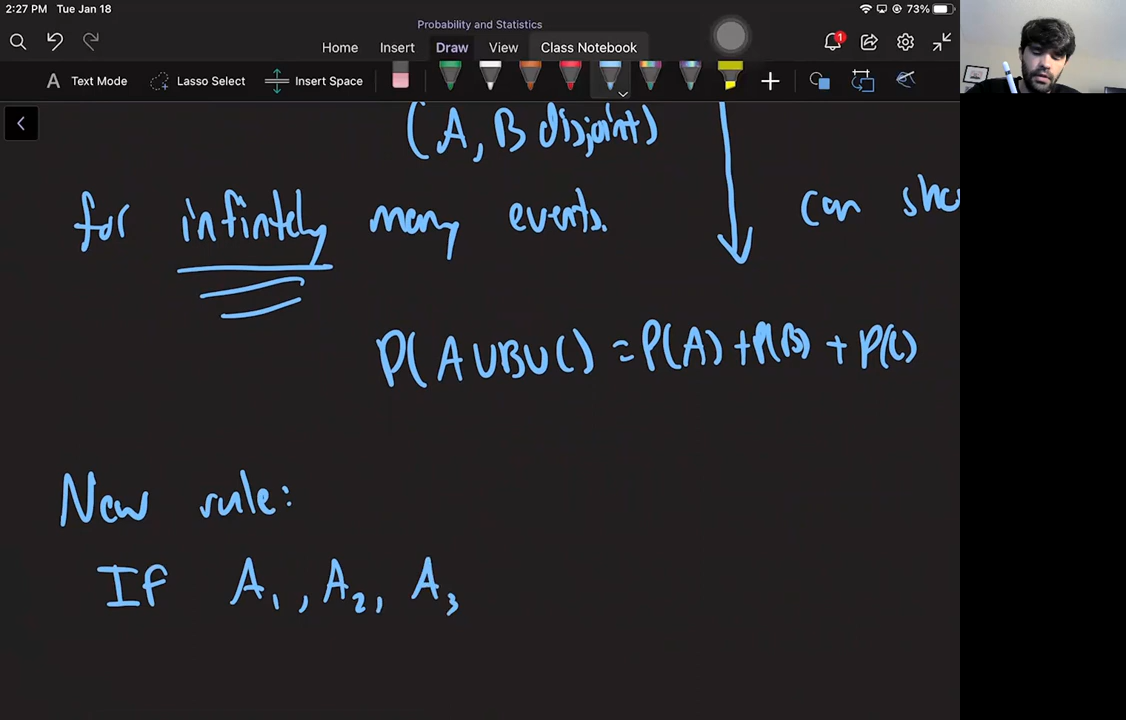 2:27 PM Tue Jan 18
73%
Probability and Statistics
Home Insert Draw View Class Notebook
1
A Text Mode Lasso Select Insert Space
(A, B disjoint)
for infintely many events. can sho
P(A∪B∪C) = P(A) + P(B) + P(C)
New rule:
If A₁, A₂, A₃